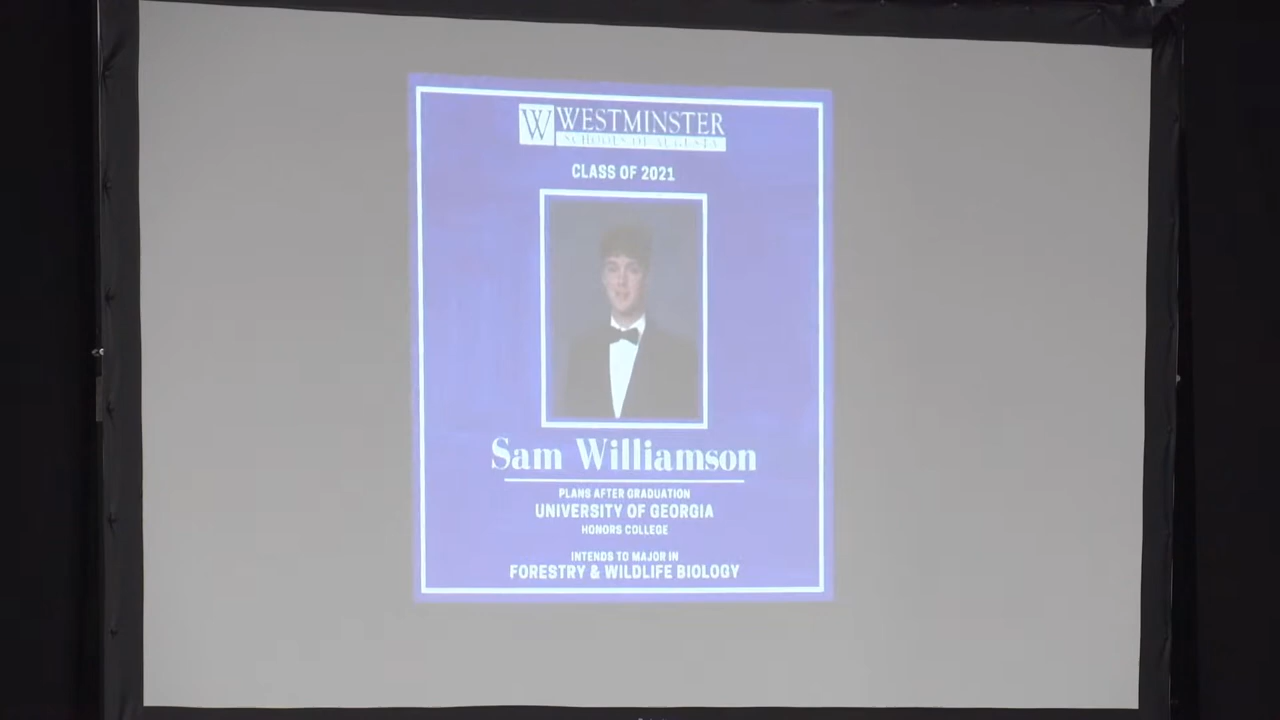 W WESTMINSTER
SCHOOLS OF AUGUSTA
CLASS OF 2021
Sam Williamson
PLANS AFTER GRADUATION
UNIVERSITY OF GEORGIA
HONORS COLLEGE
INTENDS TO MAJOR IN
FORESTRY & WILDLIFE BIOLOGY